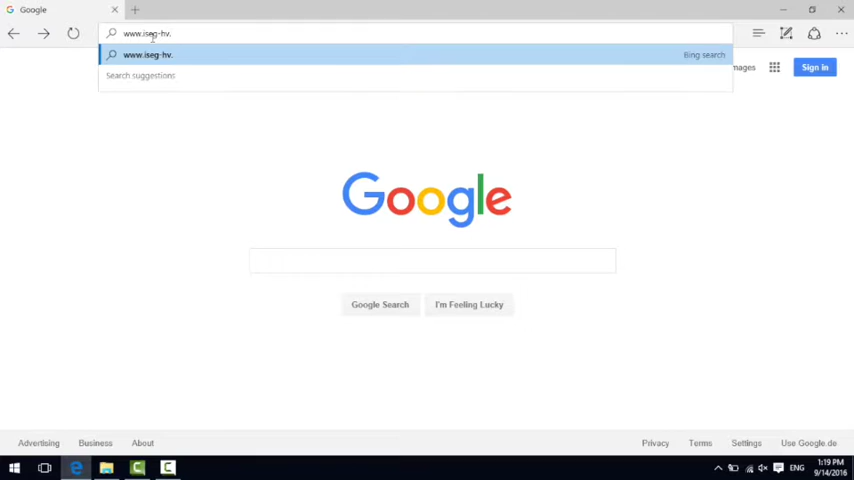 Google
www.iseg-hv.
www.iseg-hv. Bing search
Search suggestions
mages
Sign in
Google
Google Search
I'm Feeling Lucky
Advertising Business About
Privacy Terms Settings Use Google.de
ENG
1:19 PM
9/14/2016